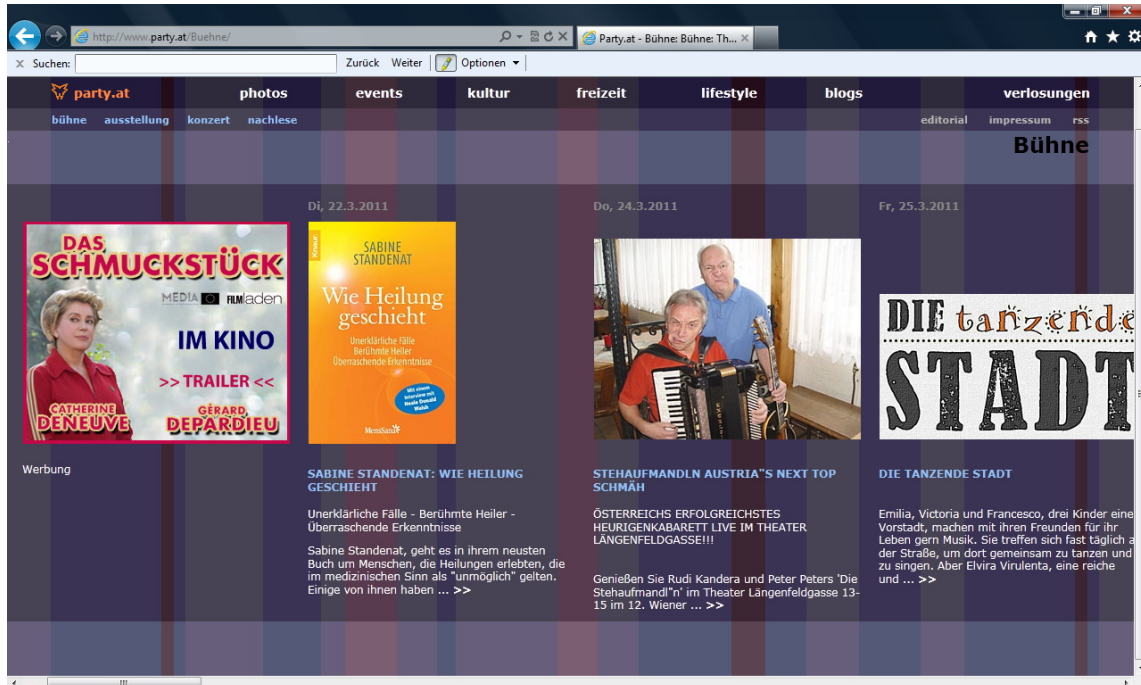 http://www.party.at/Buehne/
Party.at - Bühne: Bühne: Th...
Suchen:
Zurück Weiter Optionen
party.at photos events kultur freizeit lifestyle blogs verlosungen
bühne ausstellung konzert nachlese editorial impressum rss
Bühne
DAS
SCHMUCKSTÜCK
MEDIA FILMladen
IM KINO
>> TRAILER <<
CATHERINE
DENEUVE
GÉRARD
DEPARDIEU
Werbung
Di, 22.3.2011
Knaur
SABINE
STANDENAT
Wie Heilung
geschieht
Unerklärliche Fälle
Berühmte Heiler
Überraschende Erkenntnisse
Mit einem
Interview mit
Neale Donald
Walsh
MensSana
SABINE STANDENAT: WIE HEILUNG
GESCHIEHT
Unerklärliche Fälle - Berühmte Heiler -
Überraschende Erkenntnisse
Sabine Standenat, geht es in ihrem neusten
Buch um Menschen, die Heilungen erlebten, die
im medizinischen Sinn als "unmöglich" gelten.
Einige von ihnen haben ... >>
Do, 24.3.2011
STEHAUFMANDLN AUSTRIA"S NEXT TOP
SCHMÄH
ÖSTERREICHS ERFOLGREICHSTES
HEURIGENKABARETT LIVE IM THEATER
LÄNGENFELDGASSE!!!
Genießen Sie Rudi Kandera und Peter Peters 'Die
Stehaufmandl"n' im Theater Längenfeldgasse 13-
15 im 12. Wiener ... >>
Fr, 25.3.2011
DIE tanzende
STADT
DIE TANZENDE STADT
Emilia, Victoria und Francesco, drei Kinder eine
Vorstadt, machen mit ihren Freunden für ihr
Leben gern Musik. Sie treffen sich fast täglich a
der Straße, um dort gemeinsam zu tanzen und
zu singen. Aber Elvira Virulenta, eine reiche
und ... >>